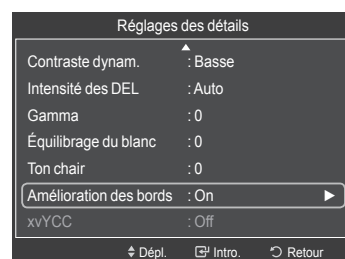 Réglages des détails
Contraste dynam. : Basse
Intensité des DEL : Auto
Gamma : 0
Équilibrage du blanc : 0
Ton chair : 0
Amélioration des bords : On
xvYCC : Off
Dépl. Intro. Retour